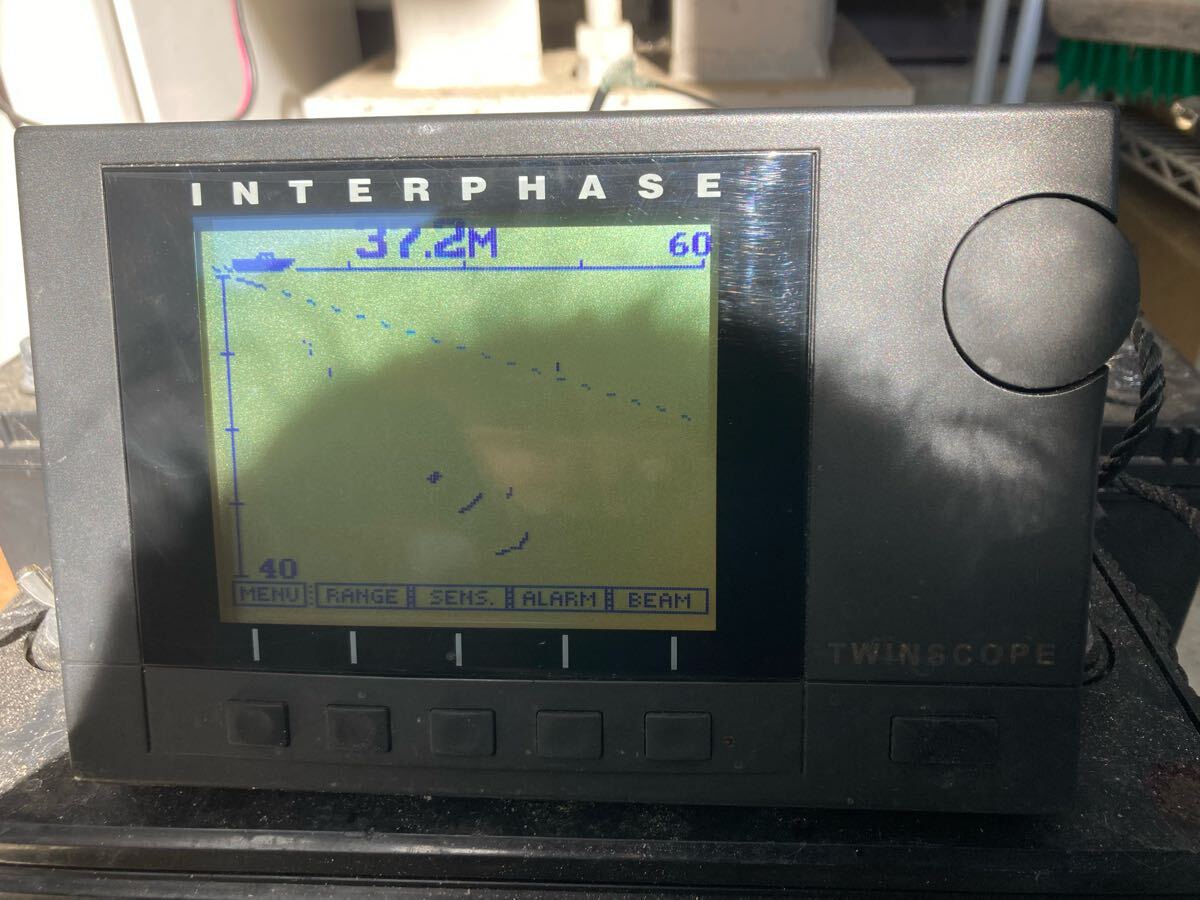 INTERPHASE
37.2M
60
40
MENU RANGE SENS. ALARM BEAM
TWINSCOPE